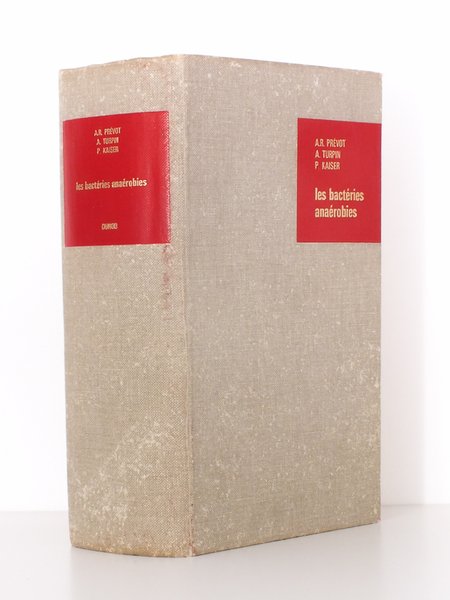 A.R. PRÉVOT
A. TURPIN
P. KAISER
les bactéries anaérobies
DUNOD
A.R. PRÉVOT
A. TURPIN
P. KAISER
les bactéries
anaérobies